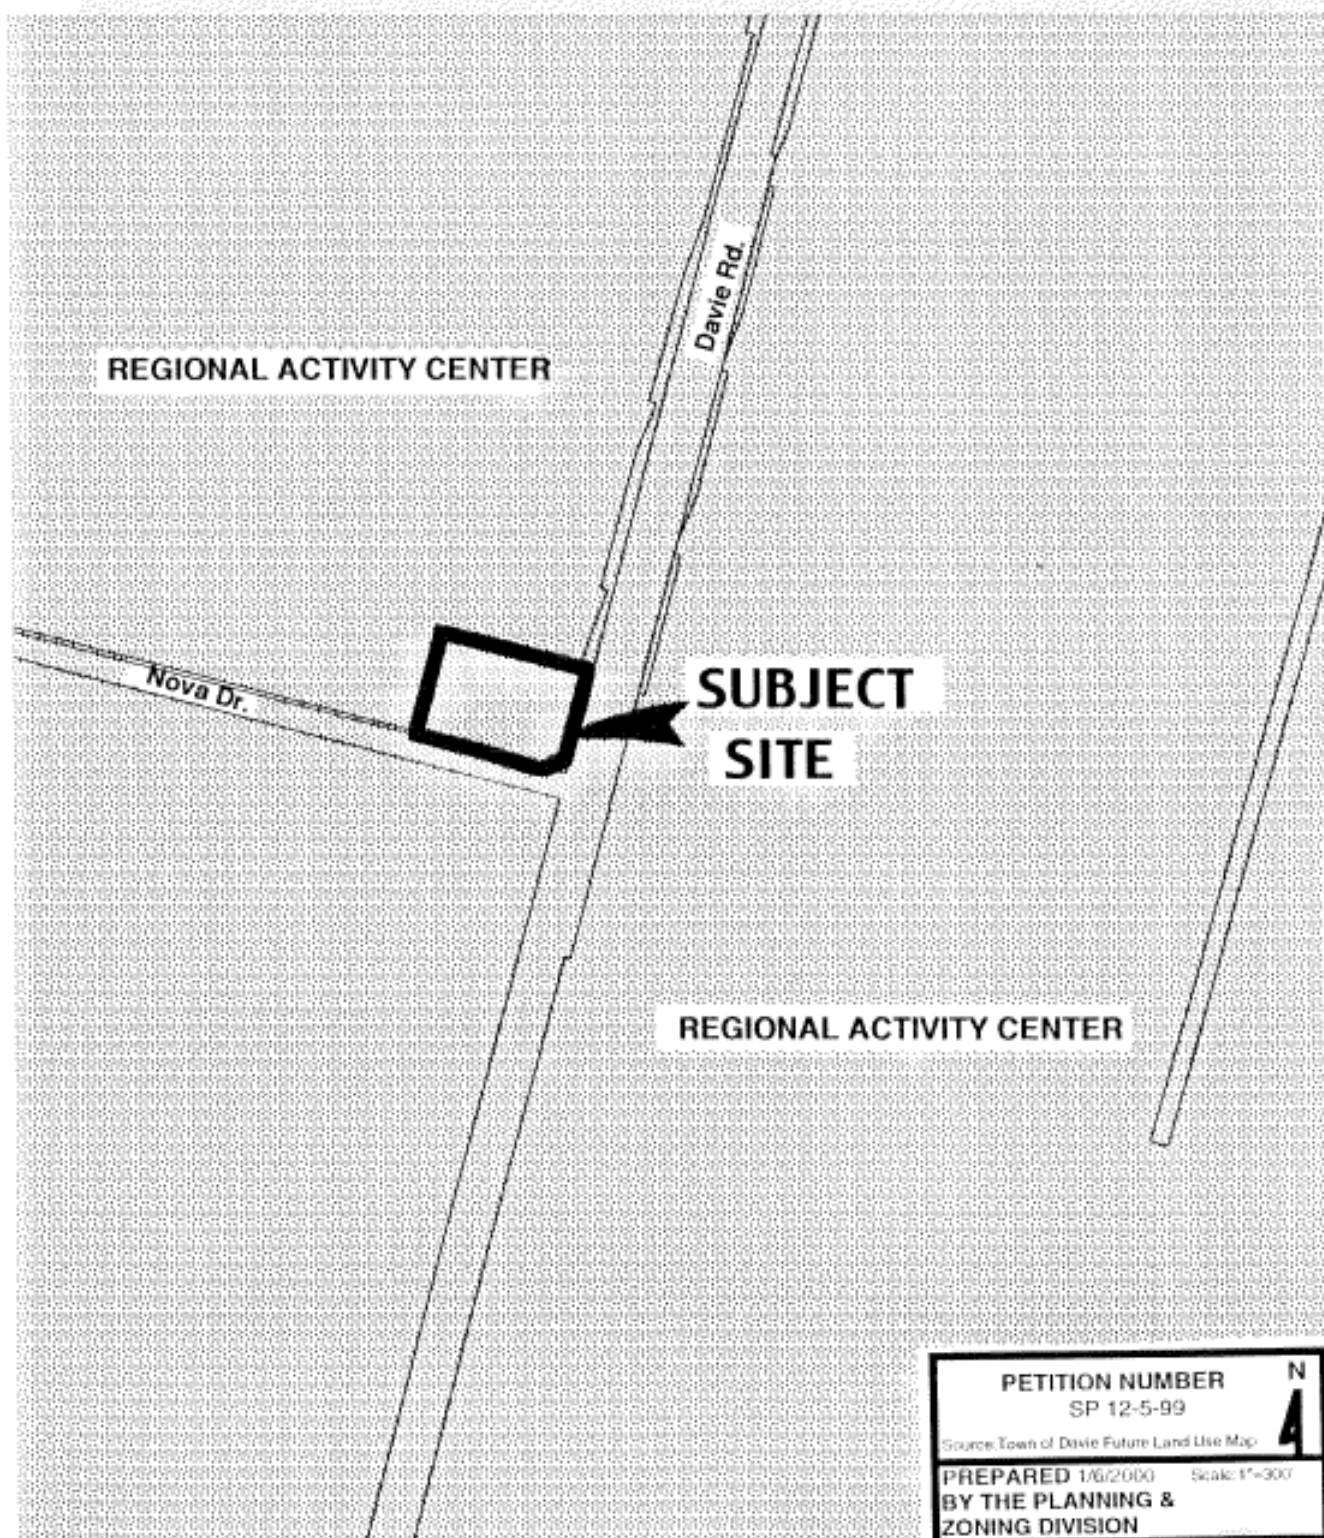 Davie Rd.
REGIONAL ACTIVITY CENTER
Nova Dr.
SUBJECT
SITE
REGIONAL ACTIVITY CENTER
PETITION NUMBER
N
SP 12-5-99
Source:Town of Davie Future Land Use Map
PREPARED 1/6/2000 Scale: 1"=300'
BY THE PLANNING &
ZONING DIVISION